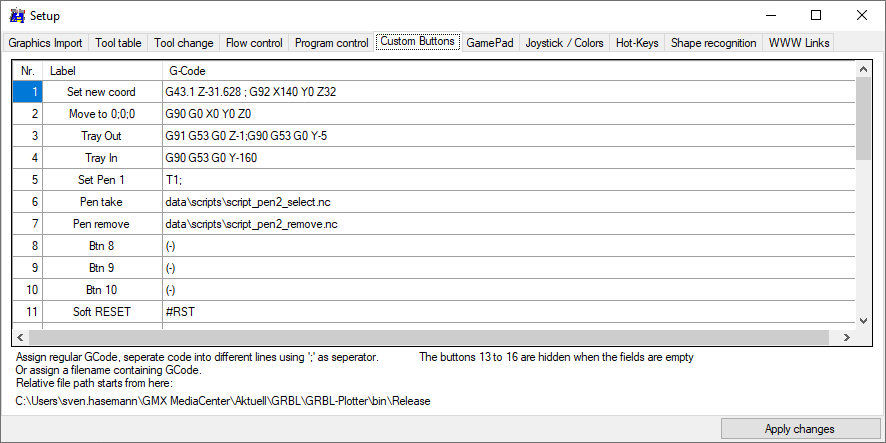 Setup
Graphics Import Tool table Tool change Flow control Program control Custom Buttons GamePad Joystick / Colors Hot-Keys Shape recognition WWW Links
Nr. Label G-Code
1 Set new coord G43.1 Z-31.628 ; G92 X140 Y0 Z32
2 Move to 0;0;0 G90 G0 X0 Y0 Z0
3 Tray Out G91 G53 G0 Z-1;G90 G53 G0 Y-5
4 Tray In G90 G53 G0 Y-160
5 Set Pen 1 T1;
6 Pen take data\scripts\script_pen2_select.nc
7 Pen remove data\scripts\script_pen2_remove.nc
8 Btn 8 (-)
9 Btn 9 (-)
10 Btn 10 (-)
11 Soft RESET #RST
Assign regular GCode, seperate code into different lines using ';' as seperator. The buttons 13 to 16 are hidden when the fields are empty
Or assign a filename containing GCode.
Relative file path starts from here:
C:\Users\sven.hasemann\GMX MediaCenter\Aktuell\GRBL\GRBL-Plotter\bin\Release
Apply changes